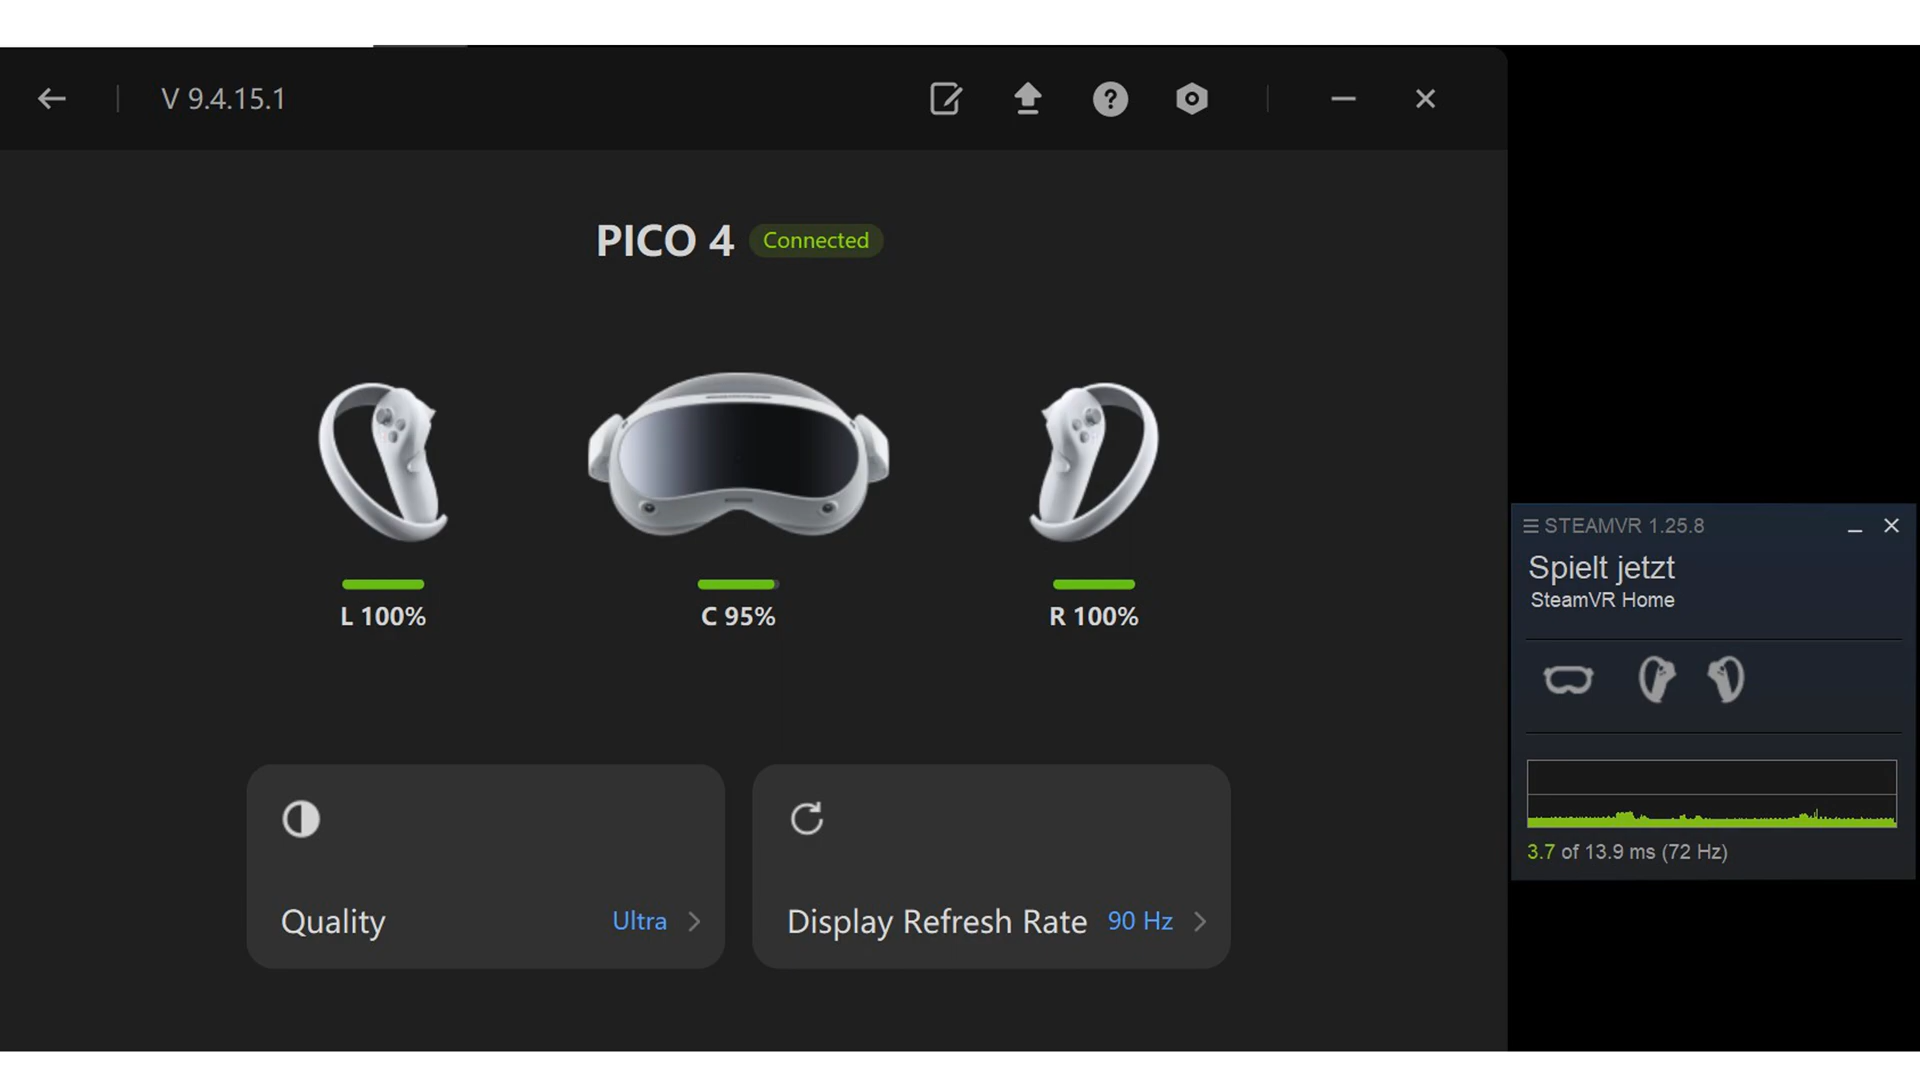 V 9.4.15.1
PICO 4 Connected
L 100%
C 95%
R 100%
Quality Ultra
Display Refresh Rate 90 Hz
STEAMVR 1.25.8
Spielt jetzt
SteamVR Home
3.7 of 13.9 ms (72 Hz)